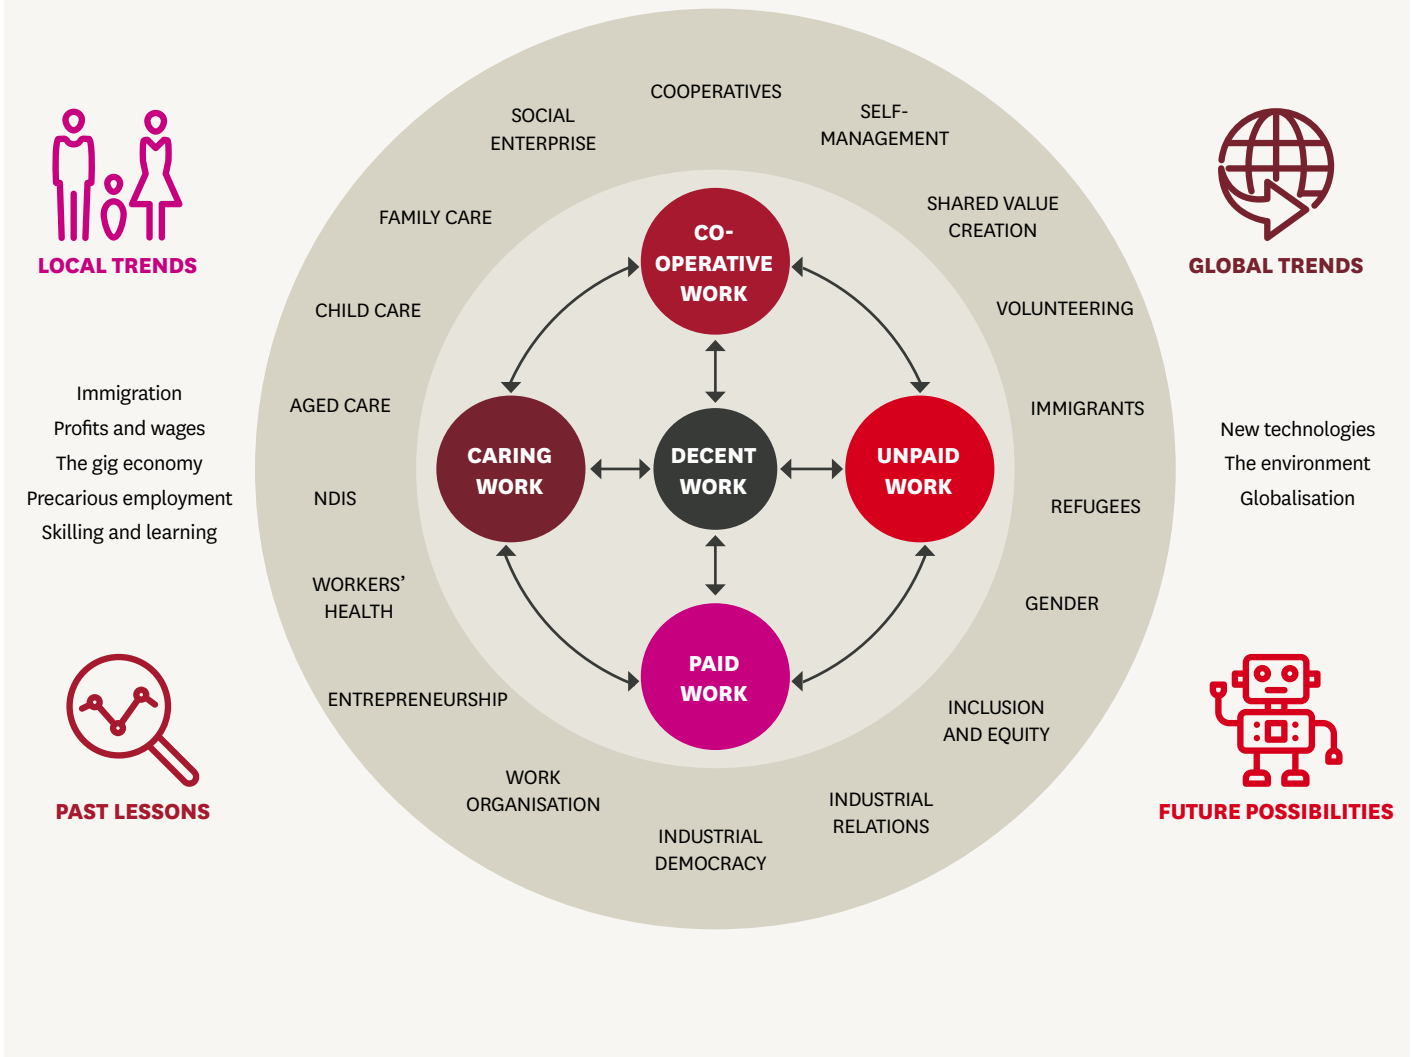 COOPERATIVES
SOCIAL
ENTERPRISE
SELF-
MANAGEMENT
FAMILY CARE
SHARED VALUE
CREATION
CO-
OPERATIVE
WORK
LOCAL TRENDS
GLOBAL TRENDS
CHILD CARE
VOLUNTEERING
Immigration
Profits and wages
The gig economy
Precarious employment
Skilling and learning
AGED CARE
IMMIGRANTS
New technologies
The environment
Globalisation
CARING
WORK
DECENT
WORK
UNPAID
WORK
NDIS
REFUGEES
WORKERS’
HEALTH
GENDER
PAID
WORK
ENTREPRENEURSHIP
INCLUSION
AND EQUITY
WORK
ORGANISATION
INDUSTRIAL
RELATIONS
INDUSTRIAL
DEMOCRACY
PAST LESSONS
FUTURE POSSIBILITIES